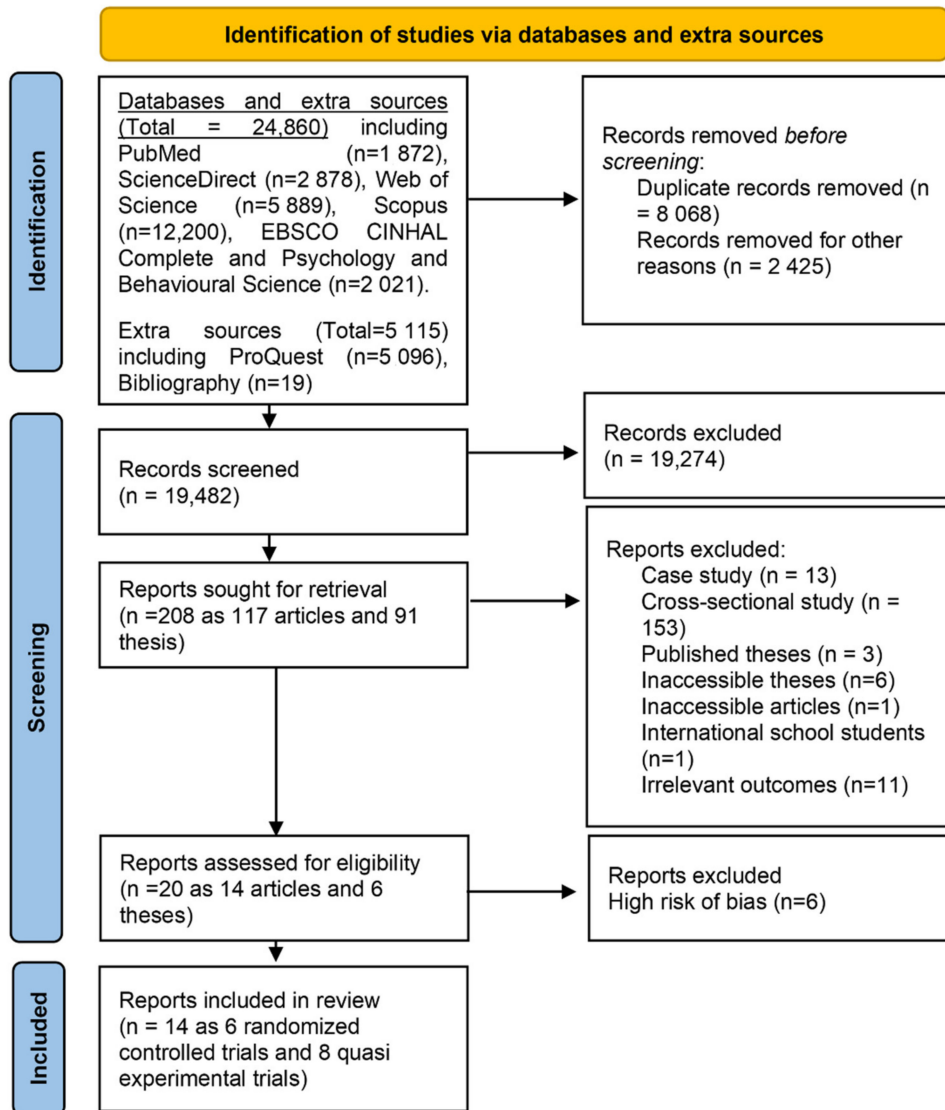 Identification of studies via databases and extra sources
Identification
Databases and extra sources
(Total = 24,860) including
PubMed (n=1 872),
ScienceDirect (n=2 878), Web of
Science (n=5 889), Scopus
(n=12,200), EBSCO CINHAL
Complete and Psychology and
Behavioural Science (n=2 021).
Extra sources (Total=5 115)
including ProQuest (n=5 096),
Bibliography (n=19)
Records removed before
screening:
Duplicate records removed (n
= 8 068)
Records removed for other
reasons (n = 2 425)
Screening
Records screened
(n = 19,482)
Records excluded
(n = 19,274)
Reports sought for retrieval
(n =208 as 117 articles and 91
thesis)
Reports excluded:
Case study (n = 13)
Cross-sectional study (n =
153)
Published theses (n = 3)
Inaccessible theses (n=6)
Inaccessible articles (n=1)
International school students
(n=1)
Irrelevant outcomes (n=11)
Reports assessed for eligibility
(n =20 as 14 articles and 6
theses)
Reports excluded
High risk of bias (n=6)
Included
Reports included in review
(n = 14 as 6 randomized
controlled trials and 8 quasi
experimental trials)